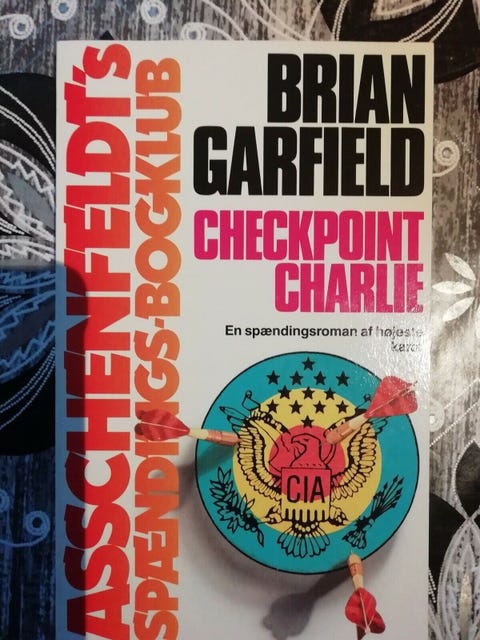 ASSCHENFELDT's
SPÆNDINGS-BOGKLUB
BRIAN
GARFIELD
CHECKPOINT
CHARLIE
En spændingsroman af højeste
karat
CIA